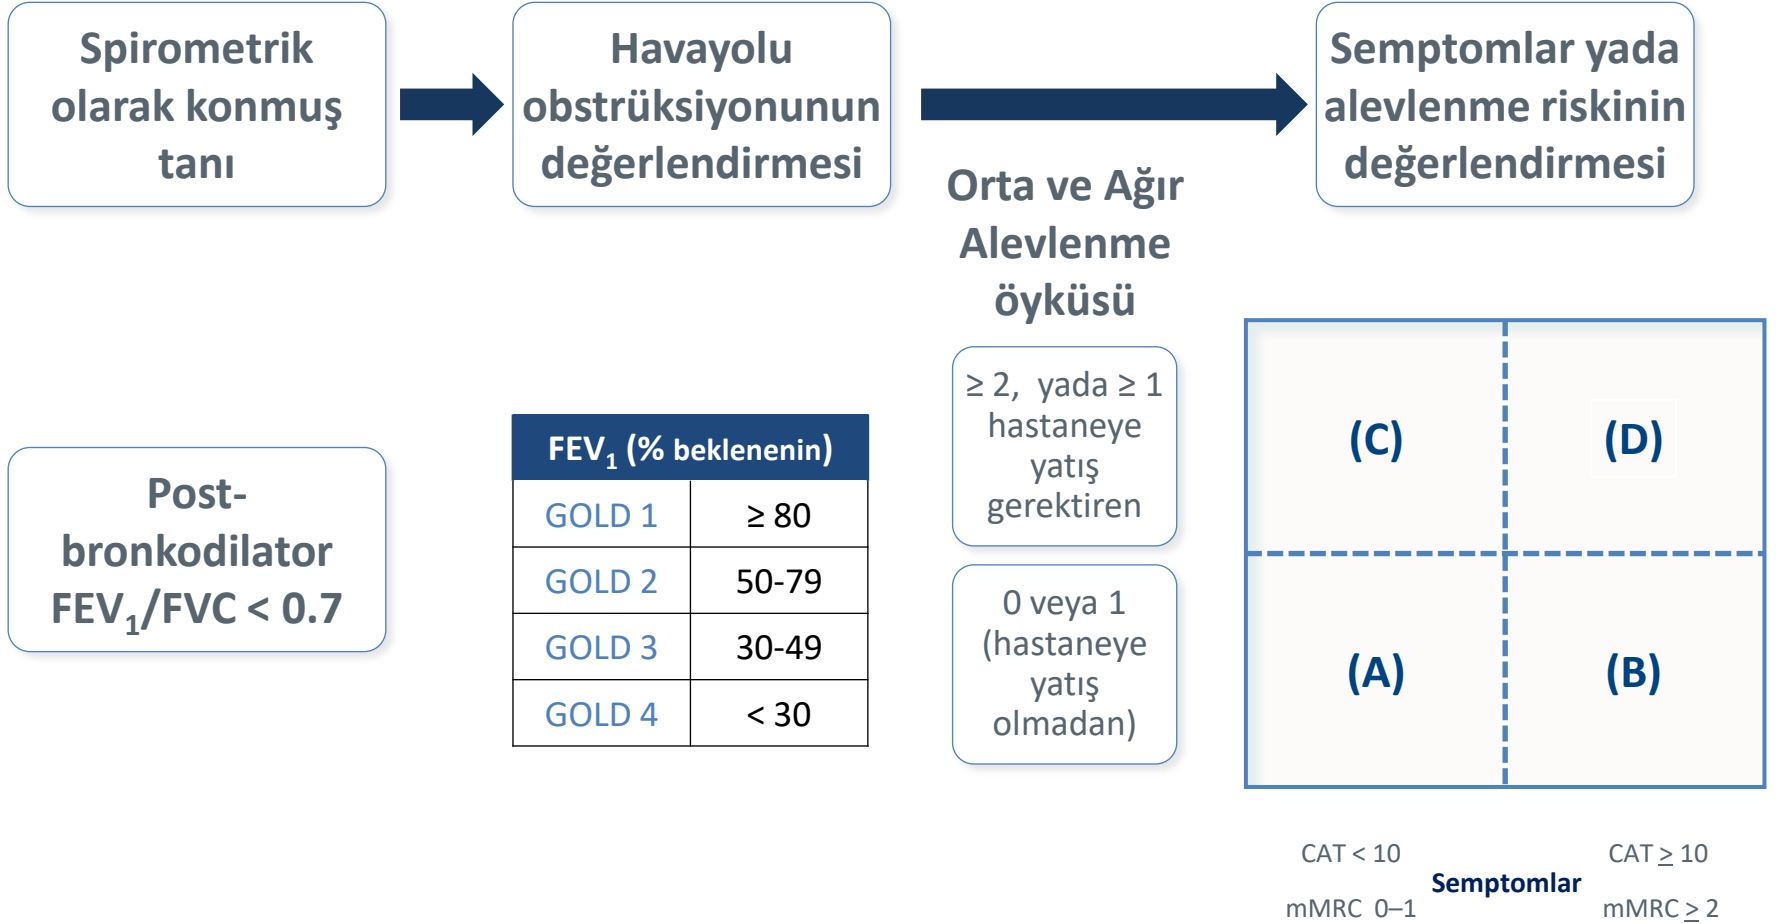 Spirometrik
olarak konmuş
tanı
Havayolu
obstrüksiyonunun
değerlendirmesi
Semptomlar yada
alevlenme riskinin
değerlendirmesi
Orta ve Ağır
Alevlenme
öyküsü
Post-
bronkodilator
FEV₁/FVC < 0.7
FEV₁ (% beklenenin)
GOLD 1 ≥ 80
GOLD 2 50-79
GOLD 3 30-49
GOLD 4 < 30
≥ 2, yada ≥ 1
hastaneye
yatış
gerektiren
0 veya 1
(hastaneye
yatış
olmadan)
(C) (D)
(A) (B)
CAT < 10 CAT ≥ 10
Semptomlar
mMRC 0–1 mMRC ≥ 2